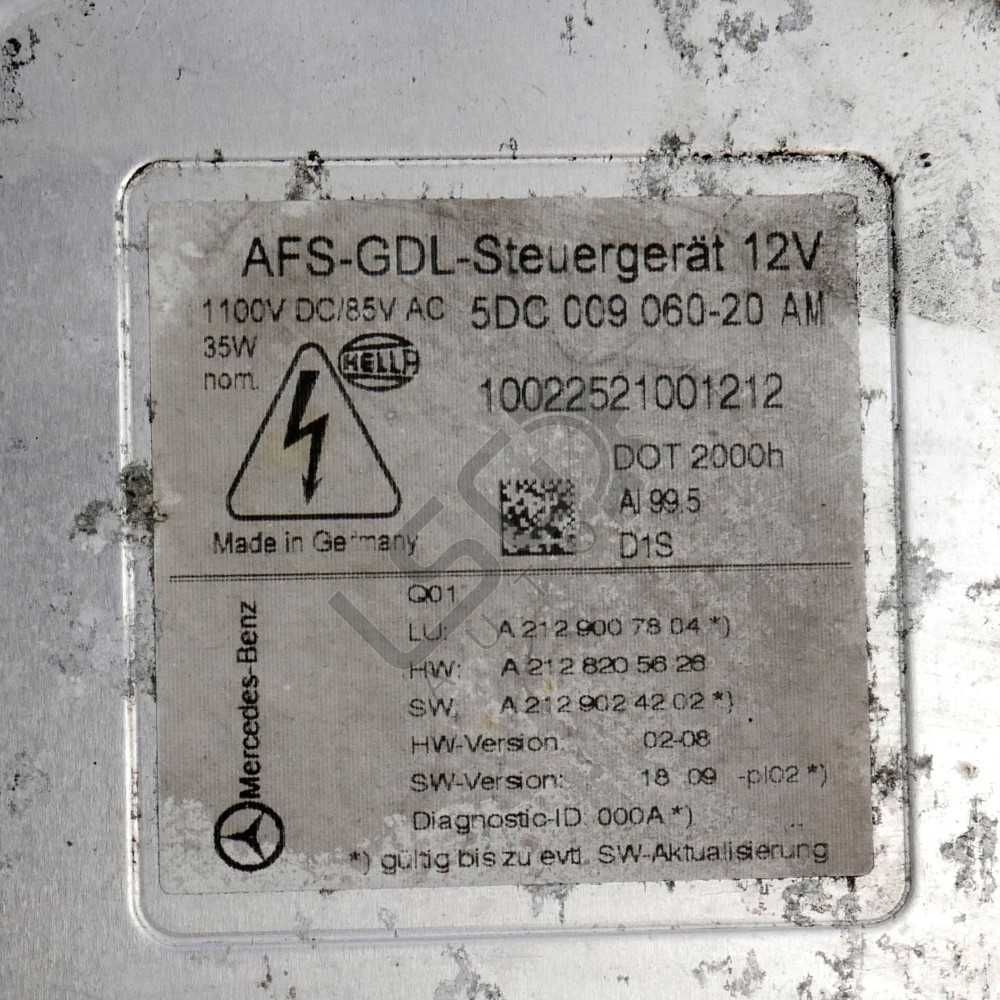 AFS-GDL-Steuergerät 12V
1100V DC/85V AC 5DC 009 060-20 AM
35W
nom.
HELLA
10022521001212
DOT 2000h
Al 99.5
D1S
Made in Germany
Mercedes-Benz
Q01
LU: A 212 900 78 04 *)
HW: A 212 820 56 26
SW: A 212 902 42 02 *)
HW-Version: 02-08
SW-Version: 18 09 -pl02 *)
Diagnostic-ID: 000A *)
*) gültig bis zu evtl. SW-Aktualisierung